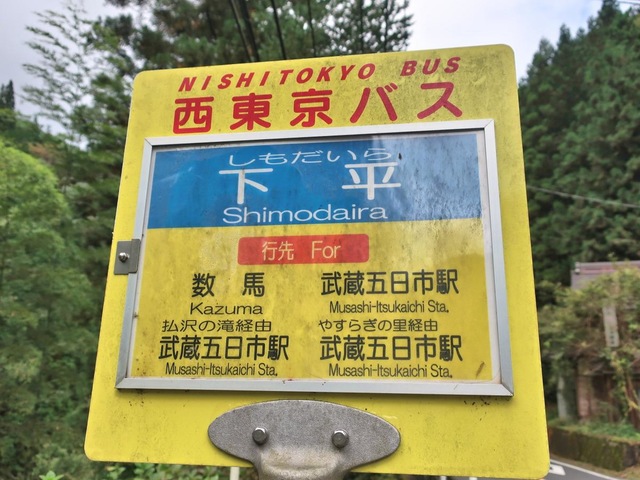 NISHITOKYO BUS
西東京バス
しもだいら
下平
Shimodaira
行先 For
数馬 武蔵五日市駅
Kazuma Musashi-Itsukaichi Sta.
払沢の滝経由 やすらぎの里経由
武蔵五日市駅 武蔵五日市駅
Musashi-Itsukaichi Sta. Musashi-Itsukaichi Sta.